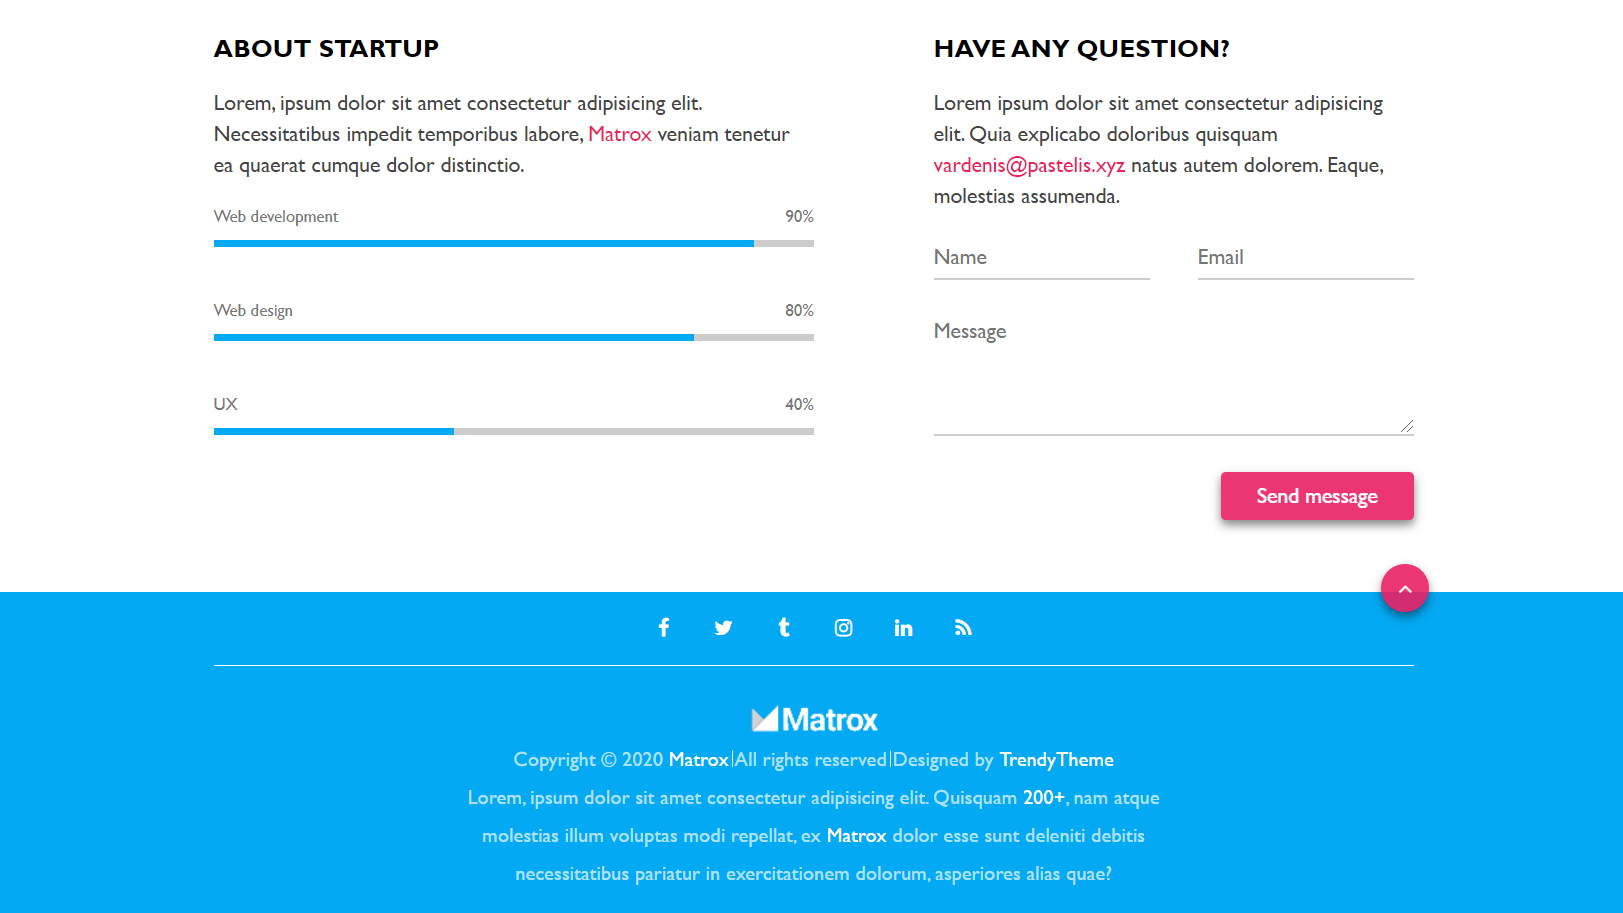 ABOUT STARTUP
Lorem, ipsum dolor sit amet consectetur adipisicing elit.
Necessitatibus impedit temporibus labore, Matrox veniam tenetur
ea quaerat cumque dolor distinctio.
Web development 90%
Web design 80%
UX 40%
HAVE ANY QUESTION?
Lorem ipsum dolor sit amet consectetur adipisicing
elit. Quia explicabo doloribus quisquam
vardenis@pastelis.xyz natus autem dolorem. Eaque,
molestias assumenda.
Name Email
Message
Send message
Matrox
Copyright © 2020 Matrox|All rights reserved|Designed by TrendyTheme
Lorem, ipsum dolor sit amet consectetur adipisicing elit. Quisquam 200+, nam atque
molestias illum voluptas modi repellat, ex Matrox dolor esse sunt deleniti debitis
necessitatibus pariatur in exercitationem dolorum, asperiores alias quae?